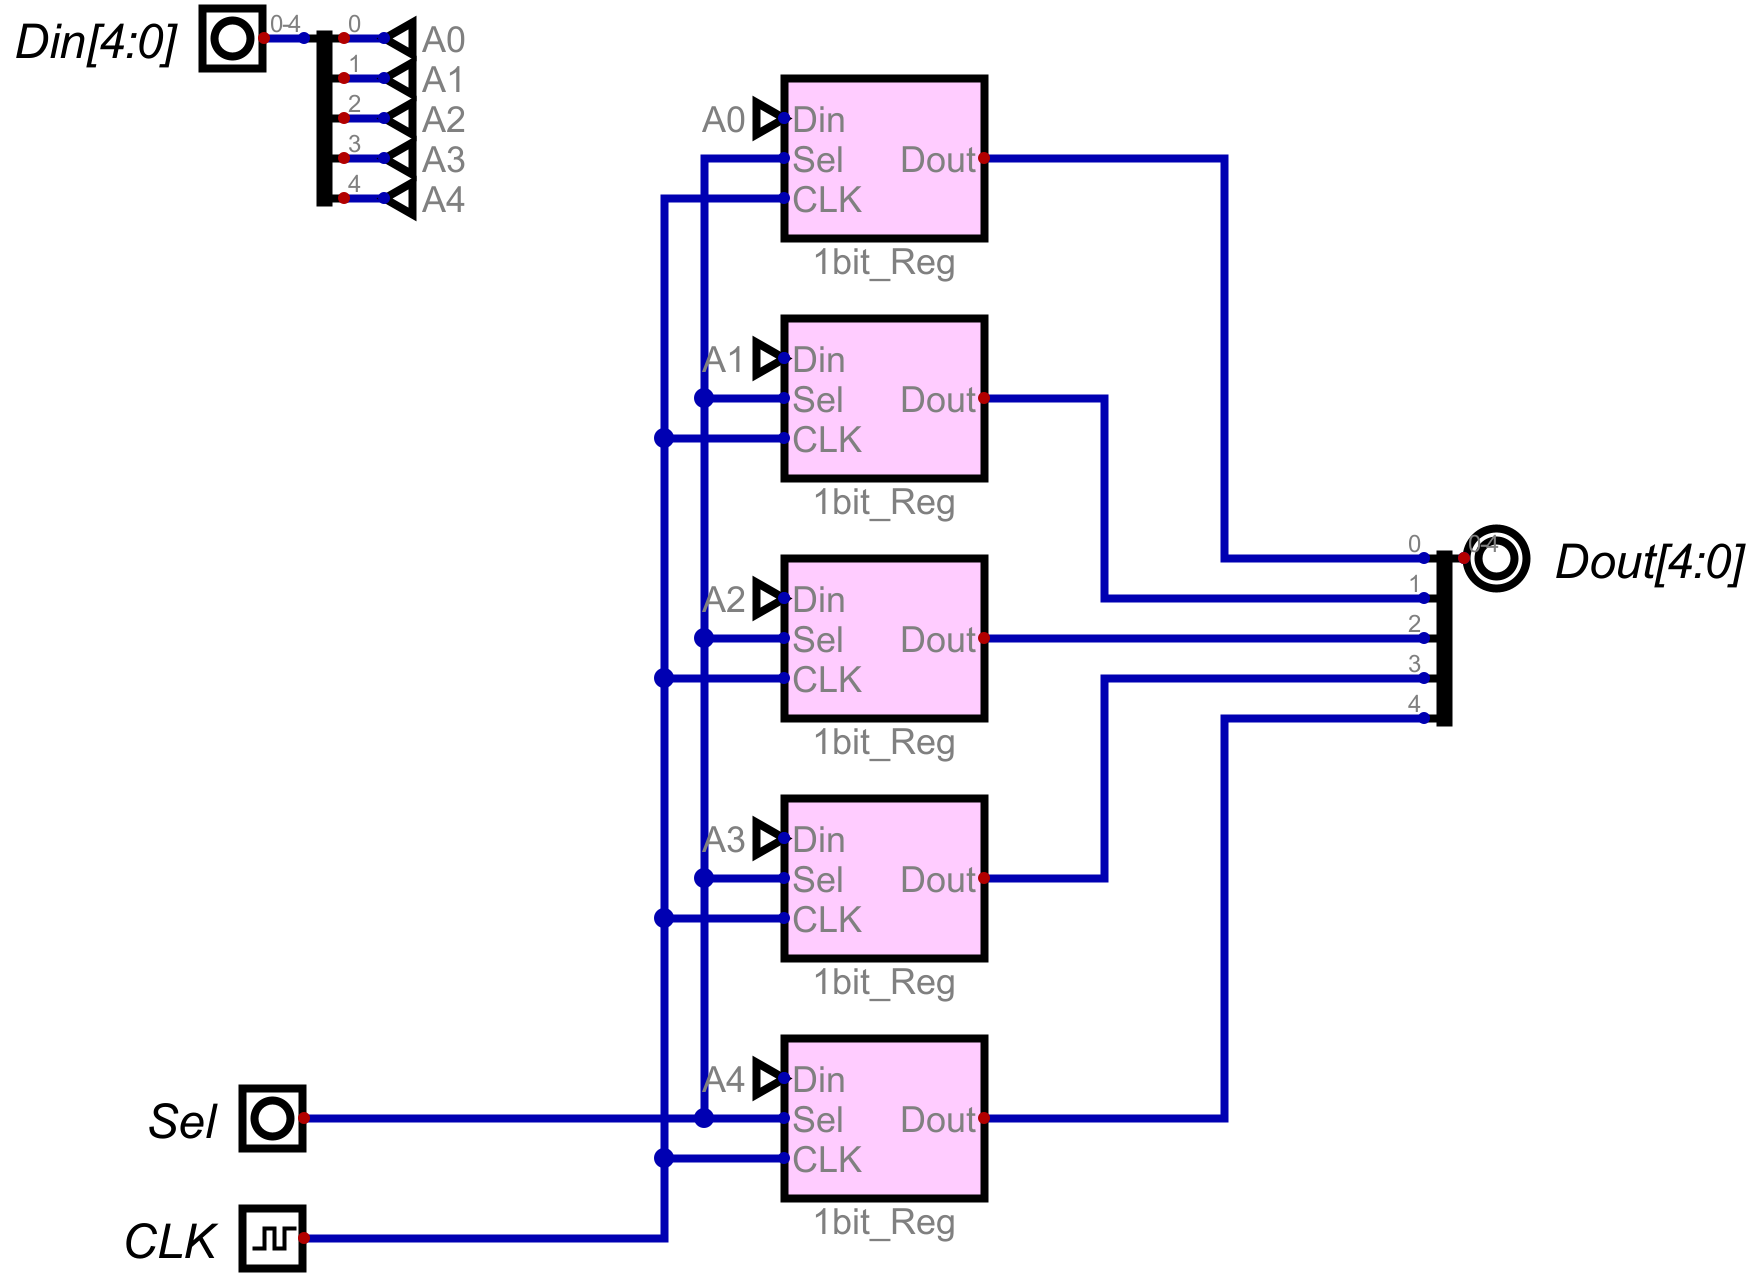 Din[4:0]
0-4
0
A0
1
A1
2
A2
3
A3
4
A4
A0
Din
Sel
Dout
CLK
1bit_Reg
A1
Din
Sel
Dout
CLK
1bit_Reg
A2
Din
Sel
Dout
CLK
1bit_Reg
A3
Din
Sel
Dout
CLK
1bit_Reg
A4
Din
Sel
Dout
CLK
1bit_Reg
0
1
2
3
4
0-4
Dout[4:0]
Sel
CLK